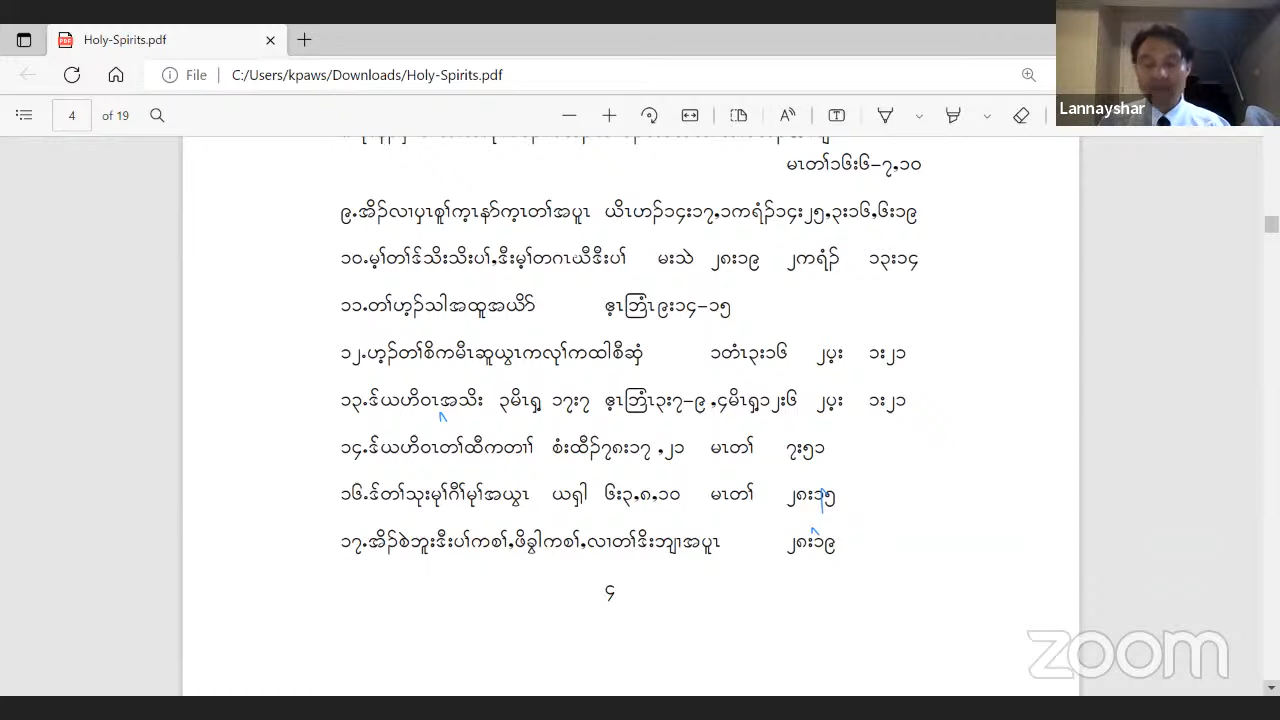 Holy-Spirits.pdf
File C:/Users/kpaws/Downloads/Holy-Spirits.pdf
4 of 19
Lannayshar
မၤတၢ်၁၆း၆–၇,၁၀
၉.အိၣ်လၢပှၤစူၢ်က့ၤနာ်က့ၤတၢ်အပူၤ ယိၤဟၣ်၁၄း၁၇,၁ကရံၣ်၁၄း၂၅,၃း၁၆,၆း၁၉
၁၀.မ့ၢ်တၢ်ဒ်သိးသိးပၢ်,ဒီးမ့ၢ်တဂၤဃီဒီးပၢ် မးသဲ ၂၈း၁၉ ၂ကရံၣ် ၁၃း၁၄
၁၁.တၢ်ဟ့ၣ်သါအထူအယိာ် ဧ့ၤဘြံၤ၉း၁၄–၁၅
၁၂.ဟ့ၣ်တၢ်စိကမီၤဆူယွၤကလုၢ်ကထါစီဆှံ ၁တံၤ၃း၁၆ ၂ပ့း ၁း၂၁
၁၃.ဒ်ယဟိဝၤအသိး ၃မိၤရှ့ ၁၇း၇ ဧ့ၤဘြံၤ၃း၇–၉ ,၄မိၤရှ့၁၂း၆ ၂ပ့း ၁း၂၁
၁၄.ဒ်ယဟိဝၤတၢ်ထီကတၢၢ် စံးထီၣ်၇၈း၁၇ ,၂၁ မၤတၢ် ၇း၅၁
၁၆.ဒ်တၢ်သုးမုၢ်ဂီၢ်မုၢ်အယွၤ ယရှါ ၆း၃,၈,၁၀ မၤတၢ် ၂၈း၁၅
၁၇.အိၣ်စဲဘူးဒီးပၢ်ကစၢ်,ဖိခွါကစၢ်,လၢတၢ်ဒိးဘျၢအပူၤ ၂၈း၁၉
၄
zoom